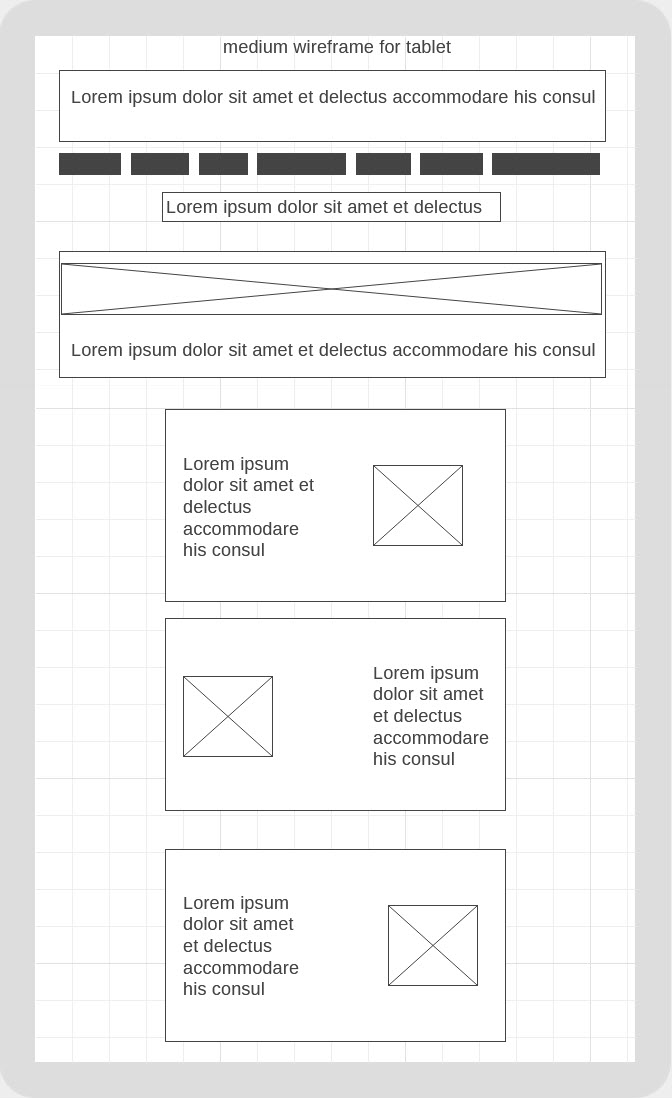 medium wireframe for tablet
Lorem ipsum dolor sit amet et delectus accommodare his consul
Lorem ipsum dolor sit amet et delectus
Lorem ipsum dolor sit amet et delectus accommodare his consul
Lorem ipsum
dolor sit amet et
delectus
accommodare
his consul
Lorem ipsum
dolor sit amet
et delectus
accommodare
his consul
Lorem ipsum
dolor sit amet
et delectus
accommodare
his consul